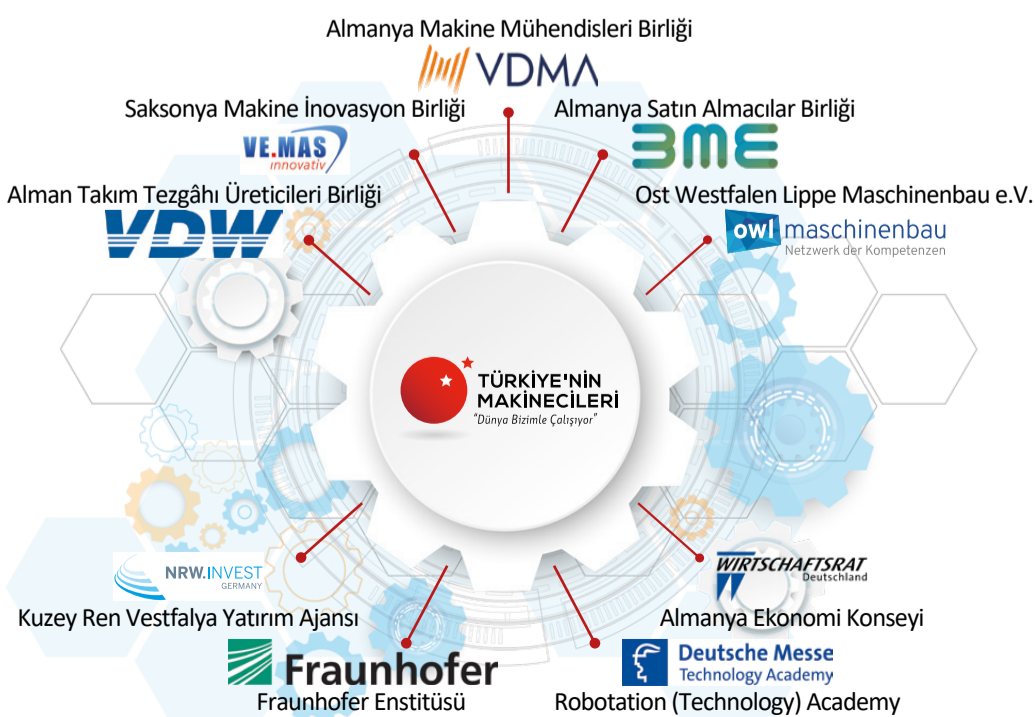 Almanya Makine Mühendisleri Birliği
VDMA
Saksonya Makine İnovasyon Birliği
VE.MAS
innovativ
Almanya Satın Almacılar Birliği
BME
Alman Takım Tezgâhı Üreticileri Birliği
VDW
Ost Westfalen Lippe Maschinenbau e.V.
owl maschinenbau
Netzwerk der Kompetenzen
TÜRKİYE'NİN
MAKİNECİLERİ
"Dünya Bizimle Çalışıyor"
NRW.INVEST
GERMANY
Kuzey Ren Vestfalya Yatırım Ajansı
WIRTSCHAFTSRAT
Deutschland
Almanya Ekonomi Konseyi
Fraunhofer
Fraunhofer Enstitüsü
Deutsche Messe
Technology Academy
Robotation (Technology) Academy